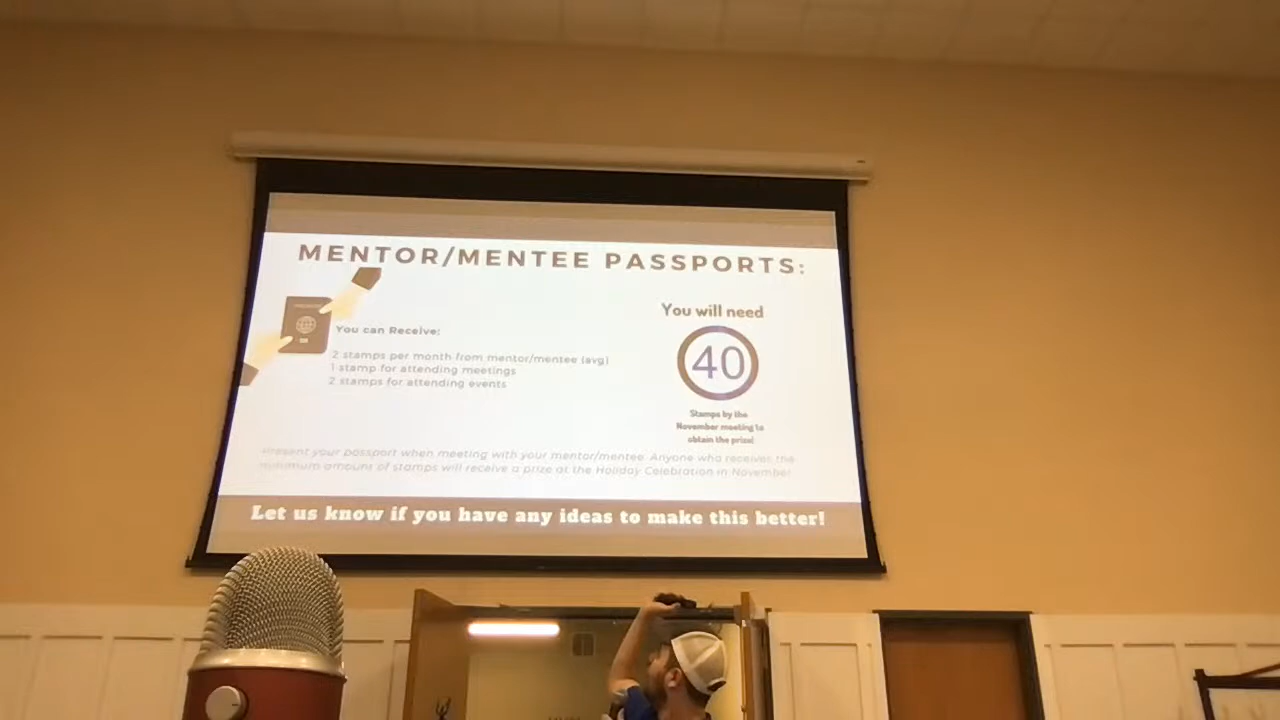 MENTOR/MENTEE PASSPORTS:
You can Receive:
2 stamps per month from mentor/mentee (avg)
1 stamp for attending meetings
2 stamps for attending events
You will need
40
Stamps by the
November meeting to
obtain the prize!
Present your passport when meeting with your mentor/mentee. Anyone who receives the
minimum amount of stamps will receive a prize at the Holiday Celebration in November
Let us know if you have any ideas to make this better!